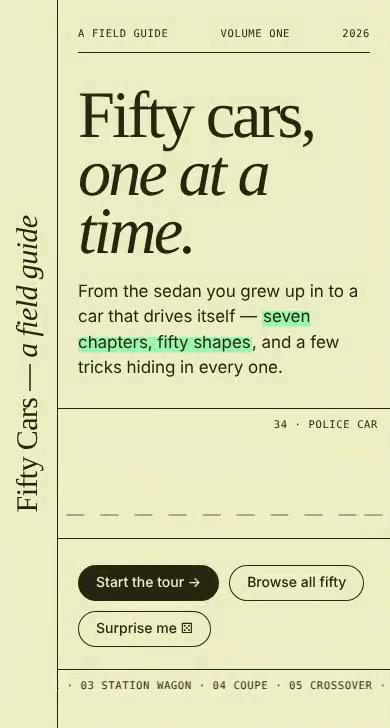 A FIELD GUIDE VOLUME ONE 2026
Fifty Cars — a field guide
Fifty cars,
one at a
time.
From the sedan you grew up in to a
car that drives itself — seven
chapters, fifty shapes, and a few
tricks hiding in every one.
34 · POLICE CAR
Start the tour → Browse all fifty
Surprise me ⚄
· 03 STATION WAGON · 04 COUPE · 05 CROSSOVER ·